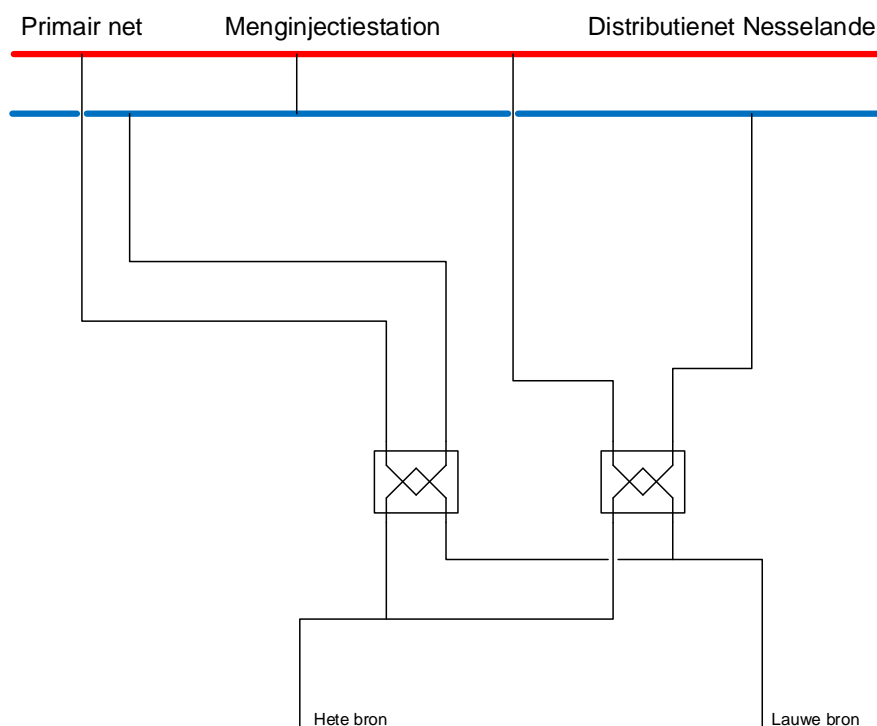 Primair net
Menginjectiestation
Distributienet Nesselande
Hete bron
Lauwe bron